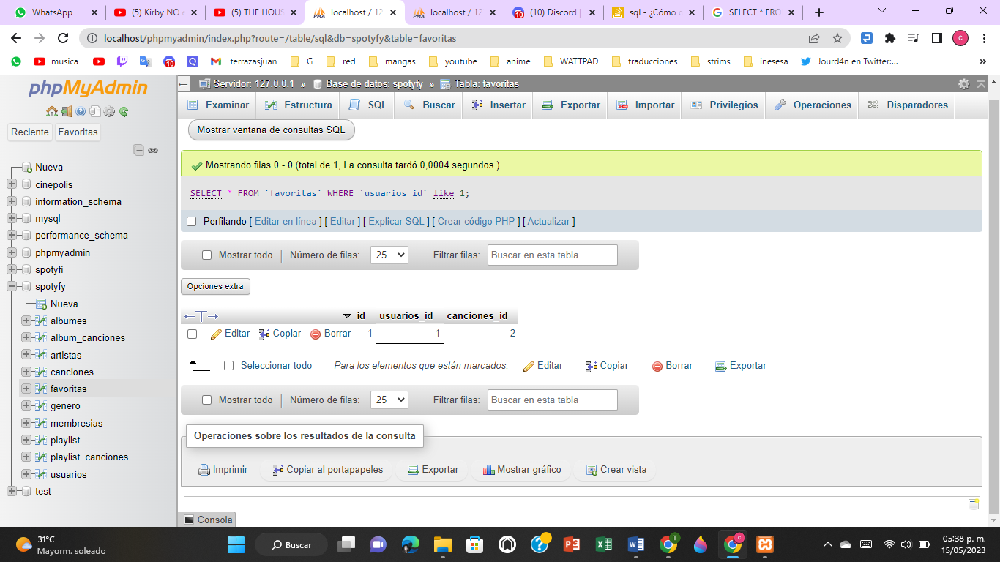 WhatsApp
(5) Kirby NO
(5) THE HOUS
localhost / 12
localhost / 12
(10) Discord |
sql - ¿Cómo
SELECT * FRO
localhost/phpmyadmin/index.php?route=/table/sql&db=spotyfy&table=favoritas
musica
terrazasjuan
G
red
mangas
youtube
anime
WATTPAD
traducciones
strims
inesesa
Jourd4n en Twitter:...
»
phpMyAdmin
Reciente
Favoritas
Nueva
cinepolis
information_schema
mysql
performance_schema
phpmyadmin
spotyfi
spotyfy
Nueva
albumes
album_canciones
artistas
canciones
favoritas
genero
membresias
playlist
playlist_canciones
usuarios
test
Servidor: 127.0.0.1 » Base de datos: spotyfy » Tabla: favoritas
Examinar Estructura SQL Buscar Insertar Exportar Importar Privilegios Operaciones Disparadores
Mostrar ventana de consultas SQL
Mostrando filas 0 - 0 (total de 1, La consulta tardó 0,0004 segundos.)
SELECT * FROM `favoritas` WHERE `usuarios_id` like 1;
Perfilando [ Editar en línea ] [ Editar ] [ Explicar SQL ] [ Crear código PHP ] [ Actualizar ]
Mostrar todo Número de filas: 25 Filtrar filas: Buscar en esta tabla
Opciones extra
id usuarios_id canciones_id
Editar Copiar Borrar 1 1 2
Seleccionar todo Para los elementos que están marcados: Editar Copiar Borrar Exportar
Mostrar todo Número de filas: 25 Filtrar filas: Buscar en esta tabla
Operaciones sobre los resultados de la consulta
Imprimir Copiar al portapapeles Exportar Mostrar gráfico Crear vista
Consola
31°C
Mayorm. soleado
Buscar
05:38 p. m.
15/05/2023